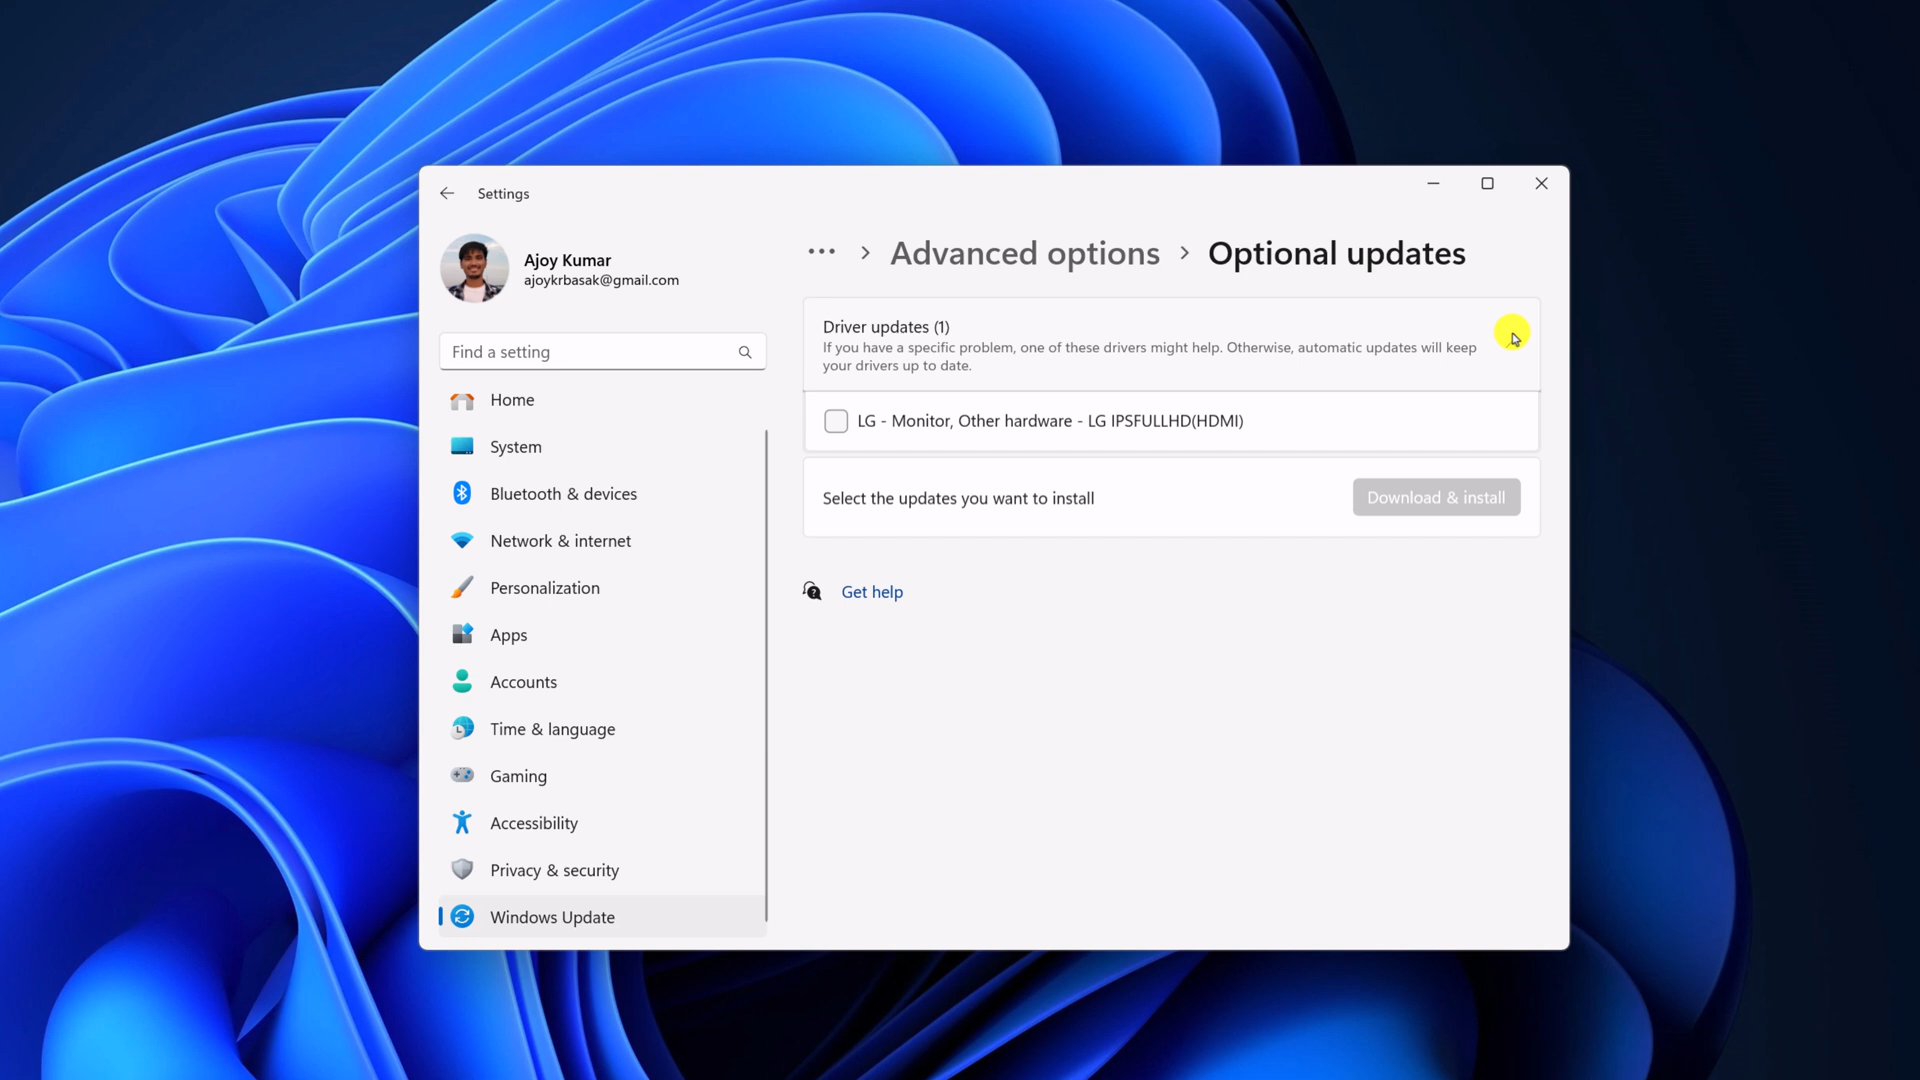 Settings
Ajoy Kumar
ajoykrbasak@gmail.com
Find a setting
Home
System
Bluetooth & devices
Network & internet
Personalization
Apps
Accounts
Time & language
Gaming
Accessibility
Privacy & security
Windows Update
··· > Advanced options > Optional updates
Driver updates (1)
If you have a specific problem, one of these drivers might help. Otherwise, automatic updates will keep
your drivers up to date.
LG - Monitor, Other hardware - LG IPSFULLHD(HDMI)
Select the updates you want to install
Download & install
Get help